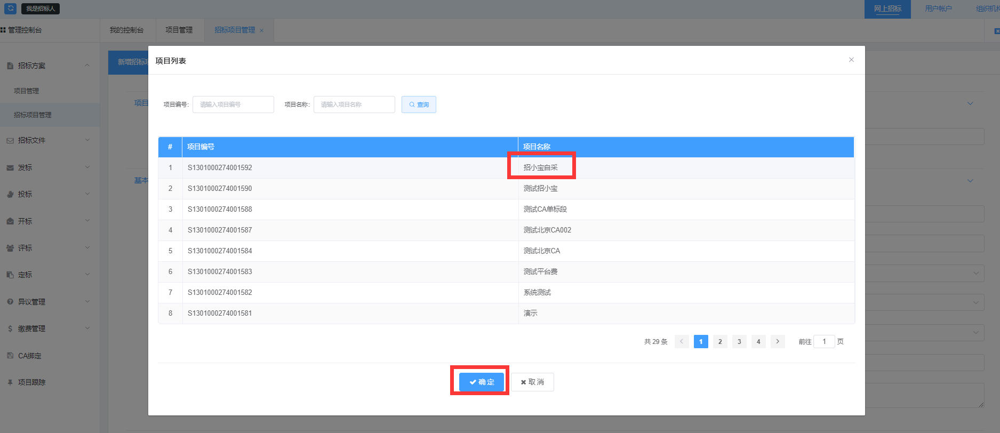 我是招标人
网上招标
用户帐户
组织机构
管理控制台
我的控制台
项目管理
招标项目管理
招标方案
项目管理
招标项目管理
招标文件
发标
投标
开标
评标
定标
异议管理
缴费管理
CA绑定
项目跟踪
新增招标项
项目
基本
项目列表
项目编号: 请输入项目编号 项目名称: 请输入项目名称 查询
# 项目编号 项目名称
1 S1301000274001592 招小宝自采
2 S1301000274001590 测试招小宝
3 S1301000274001588 测试CA单标段
4 S1301000274001587 测试北京CA002
5 S1301000274001584 测试北京CA
6 S1301000274001583 测试平台费
7 S1301000274001582 系统测试
8 S1301000274001581 演示
共 29 条 1 2 3 4 前往 1 页
确定 取消